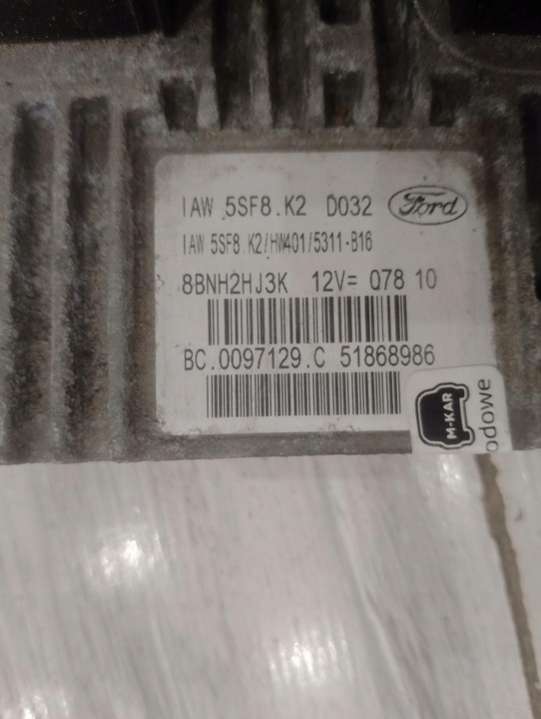 IAW 5SF8.K2 D032 Ford
IAW 5SF8.K2/HW401/5311-B16
8BNH2HJ3K 12V= 078 10
BC.0097129.C 51868986
M-KAR
odowe